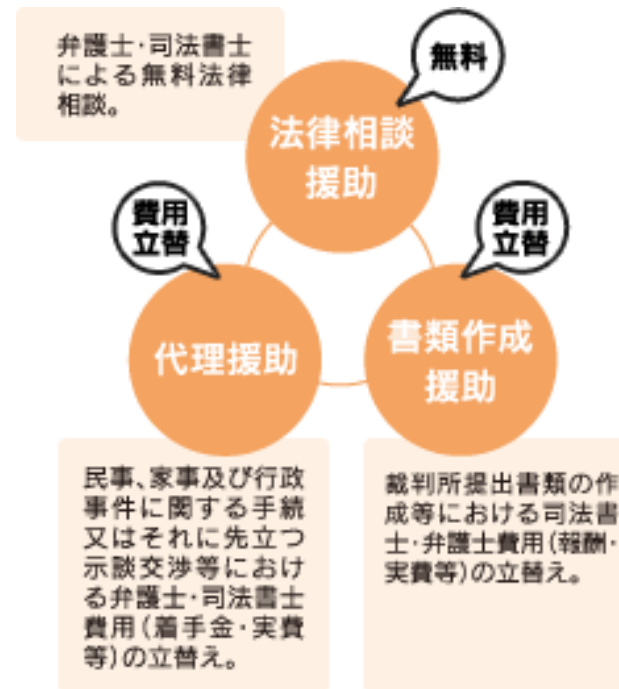 弁護士・司法書士
による無料法律
相談。
無料
法律相談
援助
費用
立替
代理援助
費用
立替
書類作成
援助
民事、家事及び行政
事件に関する手続
又はそれに先立つ
示談交渉等におけ
る弁護士・司法書士
費用(着手金・実費
等)の立替え。
裁判所提出書類の作
成等における司法書
士・弁護士費用(報酬・
実費等)の立替え。